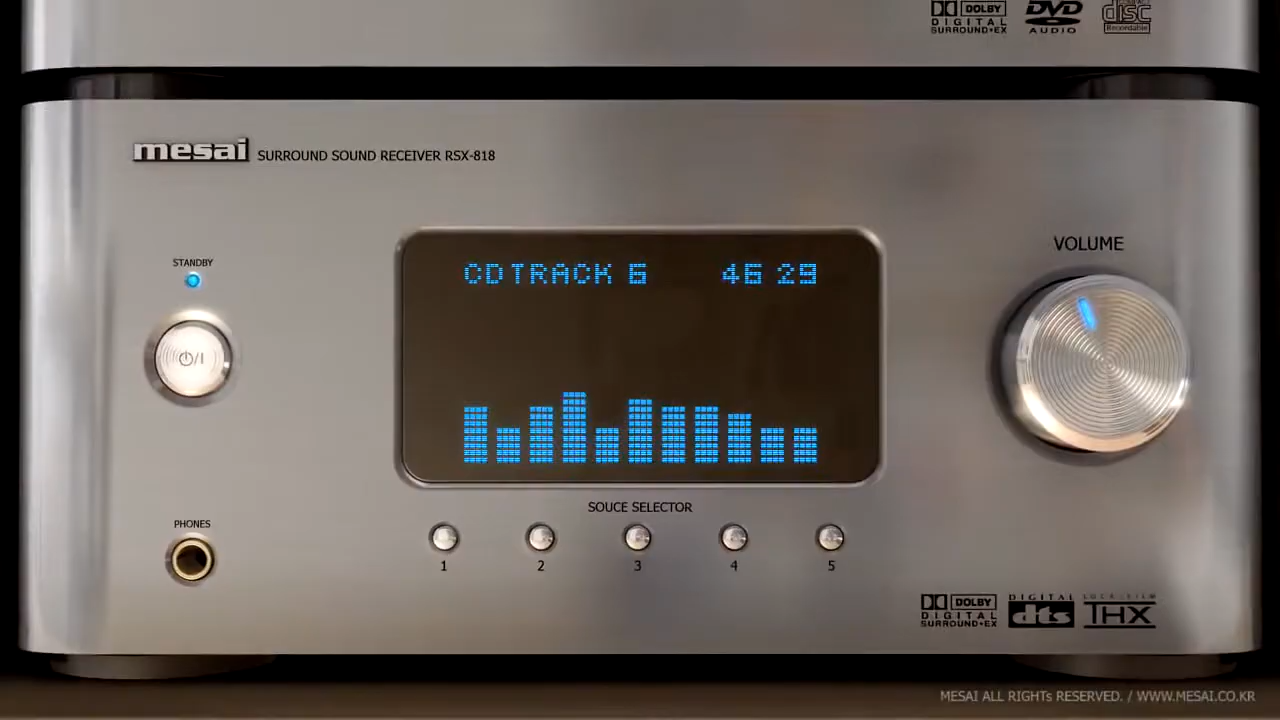 DOLBY
DIGITAL
SURROUND•EX
DVD
AUDIO
disc
Recordable
mesai SURROUND SOUND RECEIVER RSX-818
STANDBY
VOLUME
CD TRACK 6 46 29
PHONES
SOUCE SELECTOR
1 2 3 4 5
DOLBY
DIGITAL
SURROUND•EX
DIGITAL
dts
THX
MESAI ALL RIGHTs RESERVED. / WWW.MESAI.CO.KR